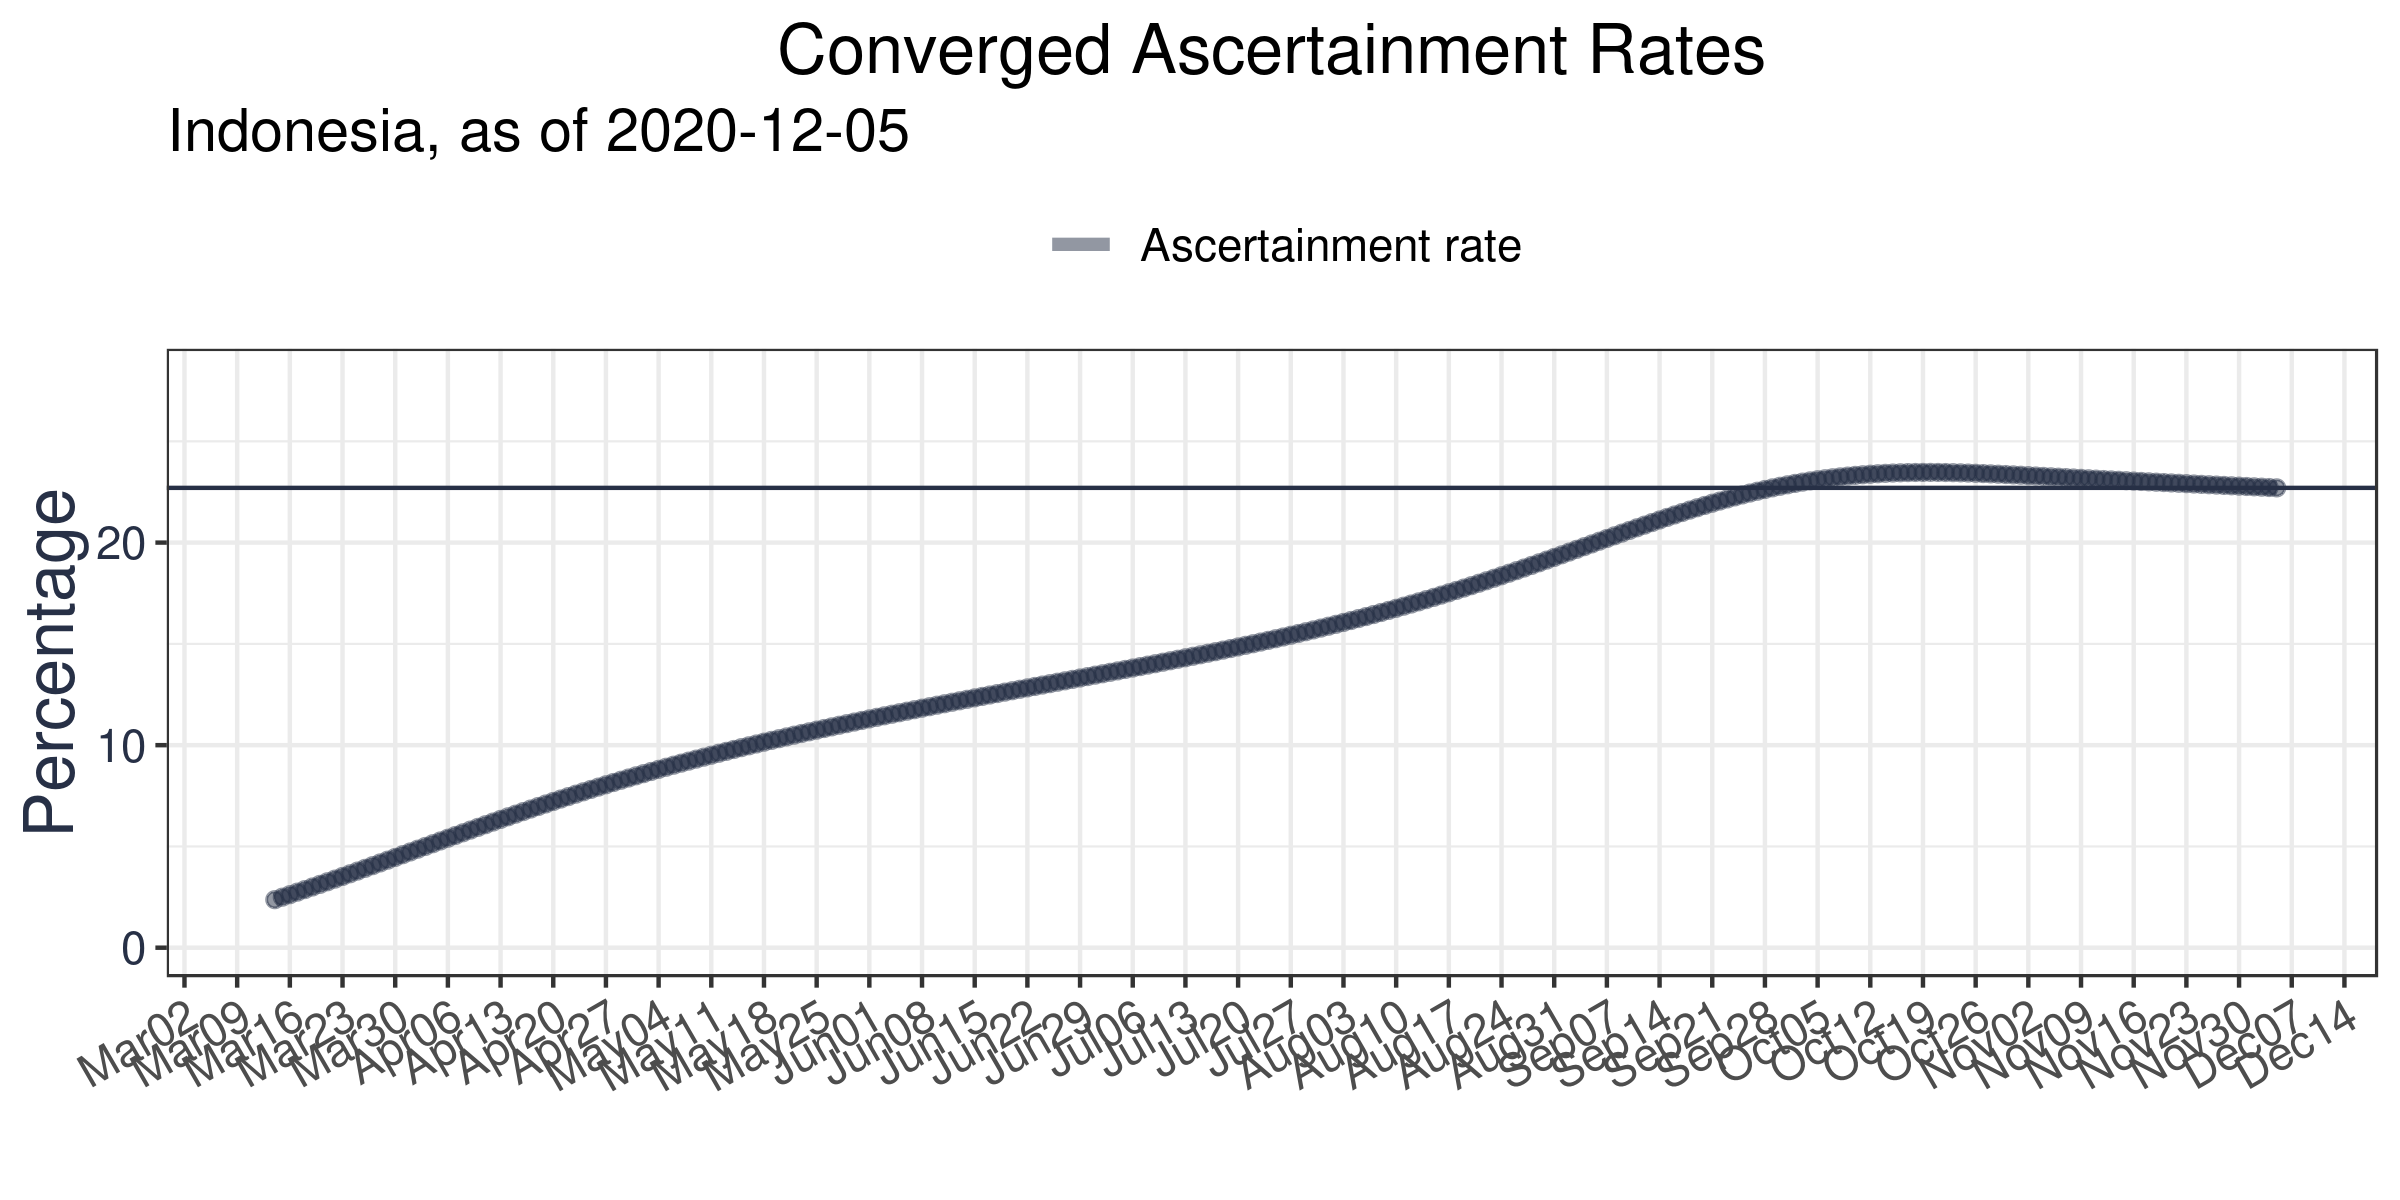 Converged Ascertainment Rates
Indonesia, as of 2020-12-05
Ascertainment rate
Percentage
20
10
0
Mar02 Mar09 Mar16 Mar23 Mar30 Apr06 Apr13 Apr20 Apr27 May04 May11 May18 May25 Jun01 Jun08 Jun15 Jun22 Jun29 Jul06 Jul13 Jul20 Jul27 Aug03 Aug10 Aug17 Aug24 Aug31 Sep07 Sep14 Sep21 Sep28 Oct05 Oct12 Oct19 Oct26 Nov02 Nov09 Nov16 Nov23 Nov30 Dec07 Dec14